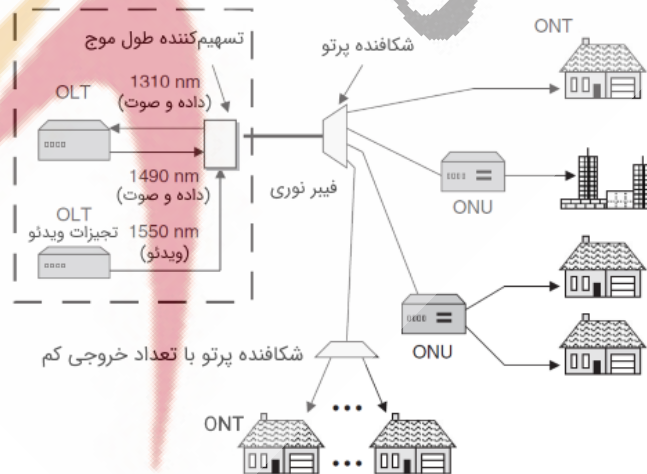 تسهیم‌کننده طول موج
شکافنده پرتو
ONT
OLT
1310 nm
(داده و صوت)
1490 nm
(داده و صوت)
فیبر نوری
ONU
OLT
تجیزات ویدئو
1550 nm
(ویدئو)
ONU
شکافنده پرتو با تعداد خروجی کم
ONT